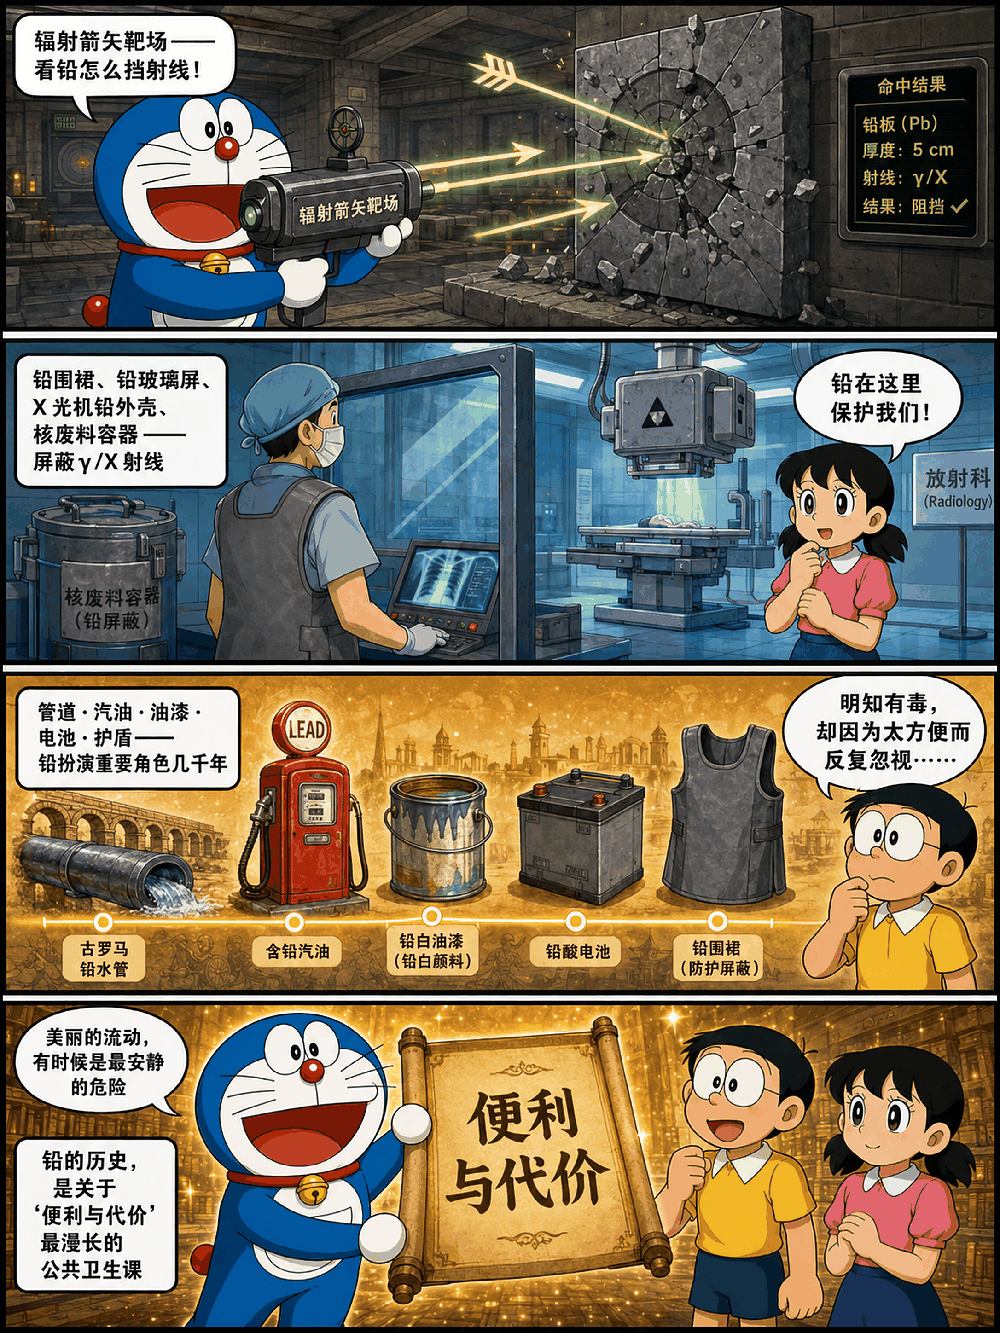 辐射箭矢靶场——
看铅怎么挡射线！
辐射箭矢靶场
命中结果
铅板（Pb）
厚度：5 cm
射线：γ/X
结果：阻挡 ✓
铅围裙、铅玻璃屏、
X 光机铅外壳、
核废料容器——
屏蔽 γ/X 射线
铅在这里
保护我们！
放射科
(Radiology)
核废料容器
（铅屏蔽）
管道·汽油·油漆·
电池·护盾——
铅扮演重要角色几千年
明知有毒，
却因为太方便而
反复忽视……
LEAD
古罗马
铅水管
含铅汽油
铅白油漆
（铅白颜料）
铅酸电池
铅围裙
（防护屏蔽）
美丽的流动，
有时候是最安静
的危险
铅的历史，
是关于
‘便利与代价’
最漫长的
公共卫生课
便利
与代价